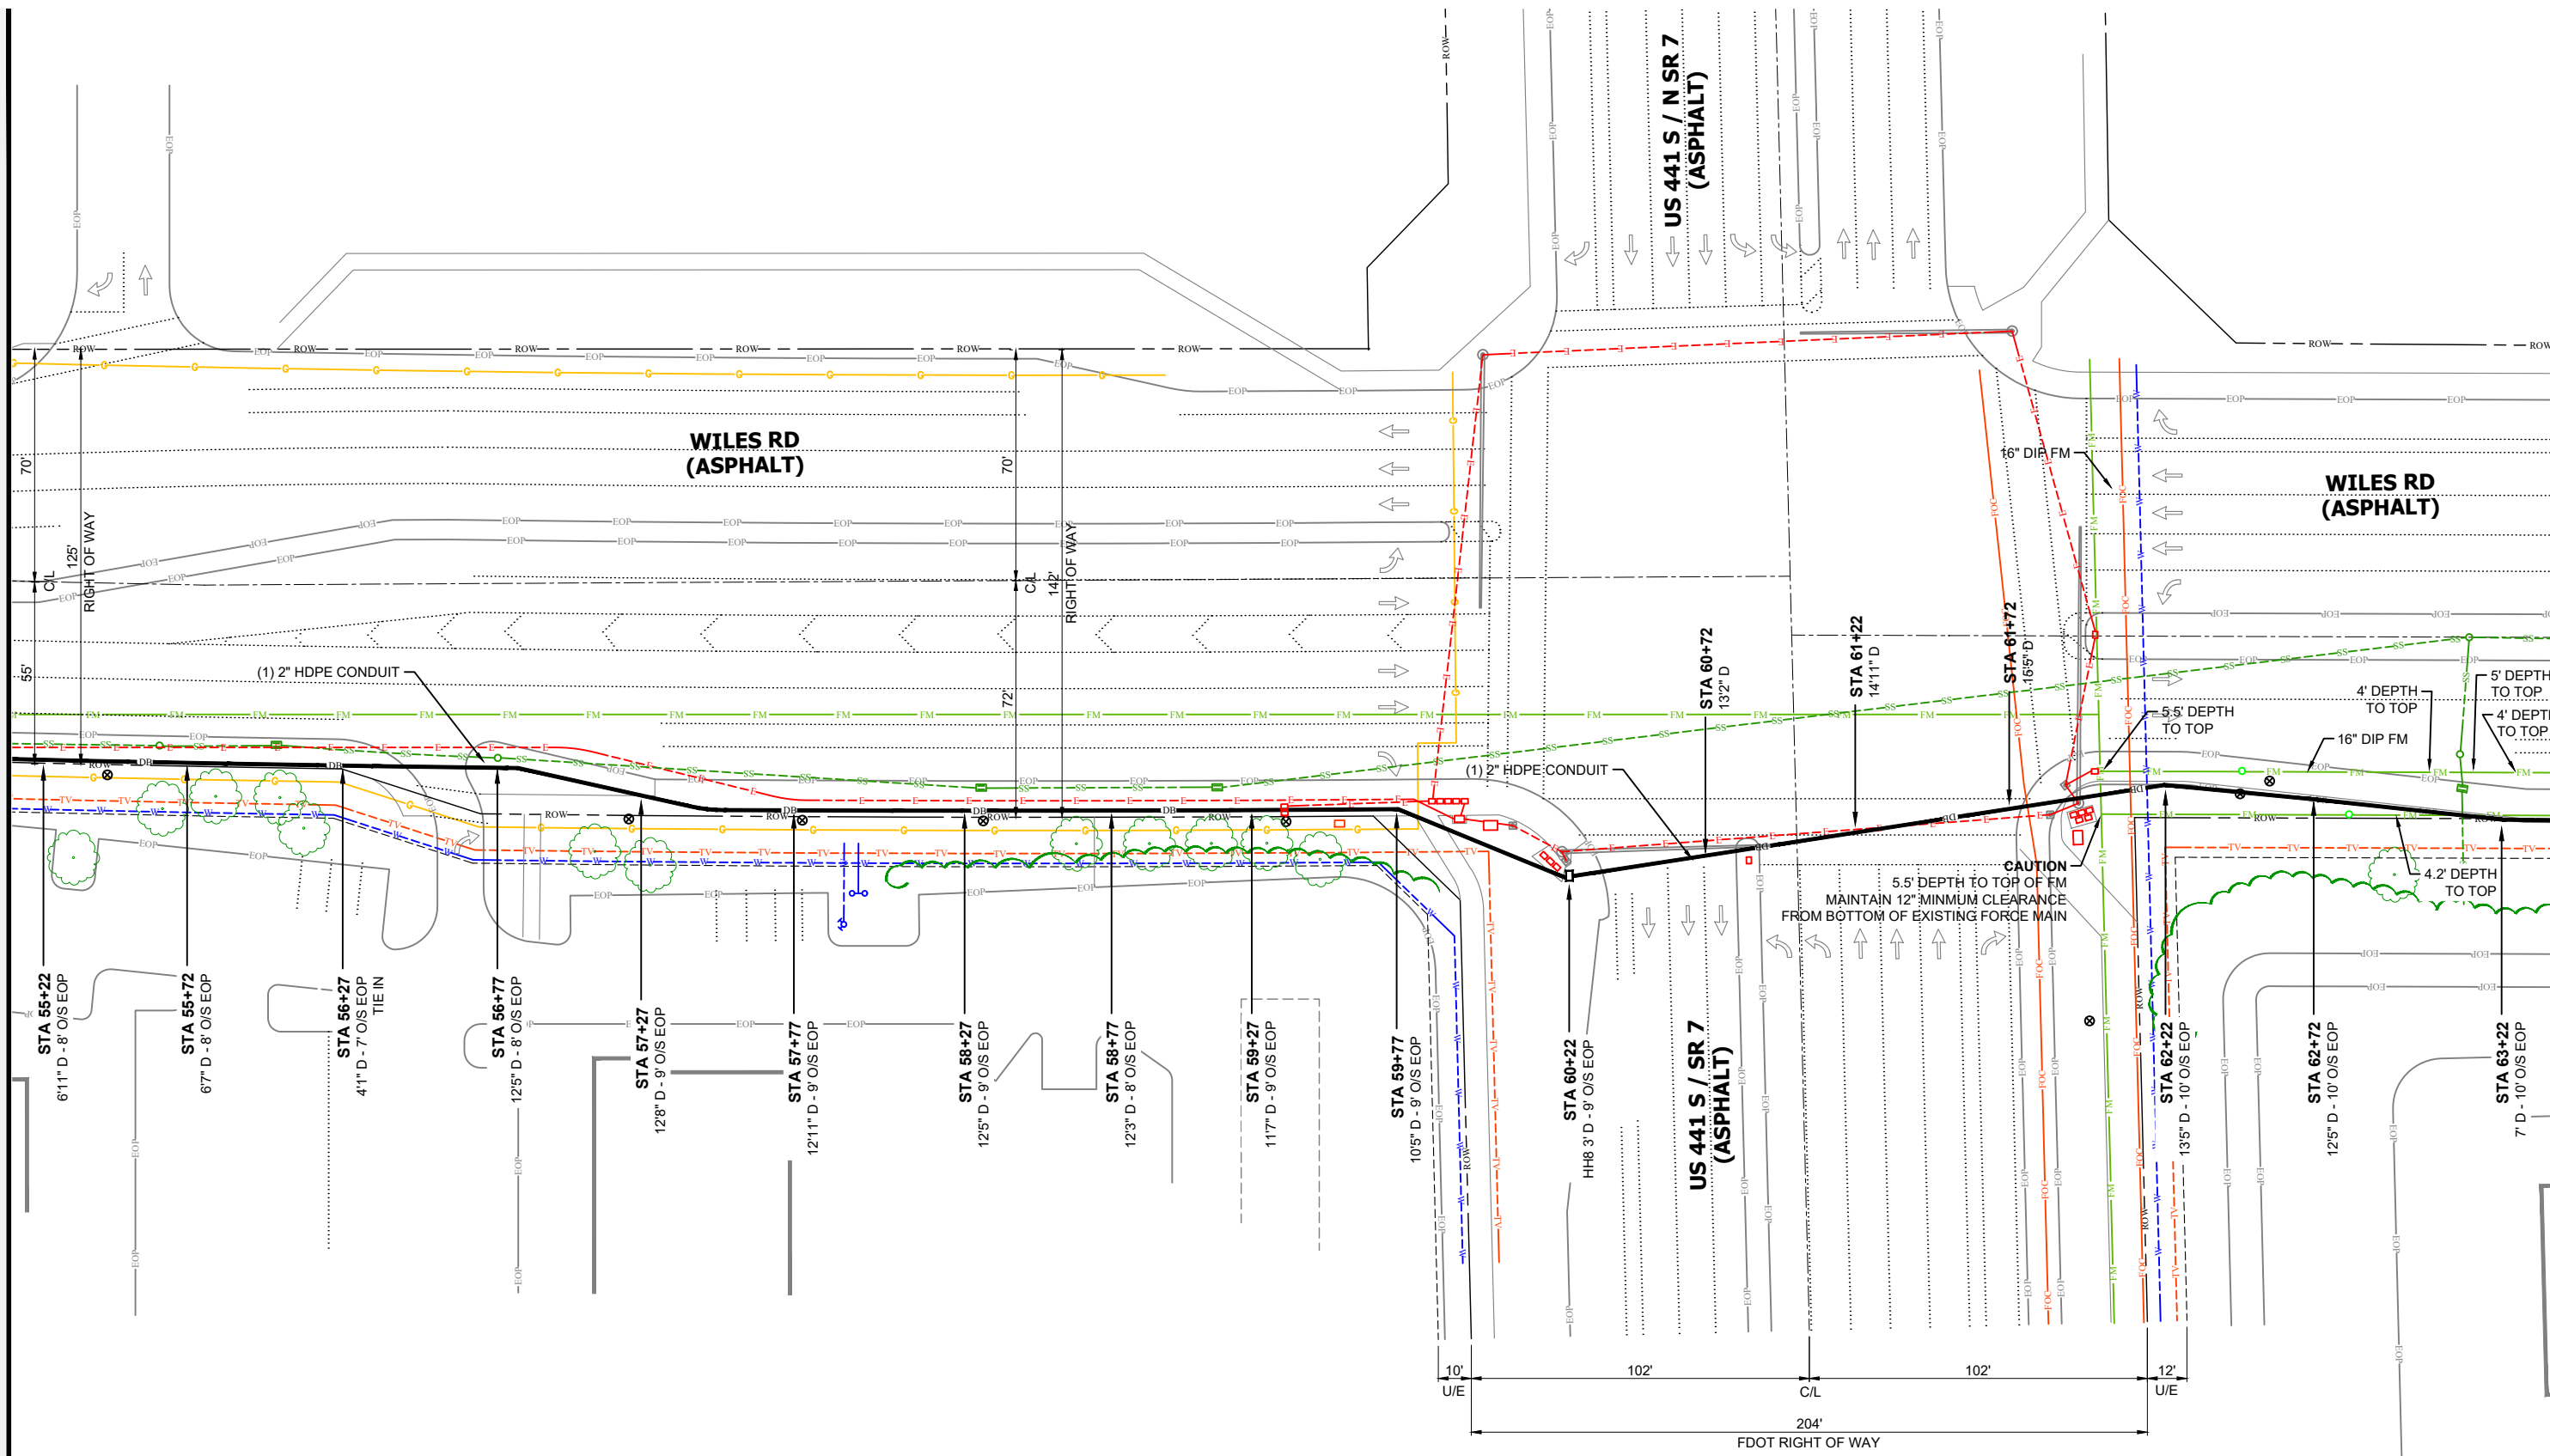 US 441 S / N SR 7
(ASPHALT)
WILES RD
(ASPHALT)
WILES RD
(ASPHALT)
US 441 S / SR 7
(ASPHALT)
70'
55'
C/L
125'
RIGHT OF WAY
70'
72'
C/L
142'
RIGHT OF WAY
(1) 2" HDPE CONDUIT
(1) 2" HDPE CONDUIT
16" DIP FM
5.5' DEPTH
TO TOP
16" DIP FM
4' DEPTH
TO TOP
5' DEPTH
TO TOP
4' DEPTH
TO TOP
4.2' DEPTH
TO TOP
CAUTION
5.5' DEPTH TO TOP OF FM
MAINTAIN 12" MINMUM CLEARANCE
FROM BOTTOM OF EXISTING FORCE MAIN
STA 55+22
6'11" D - 8' O/S EOP
STA 55+72
6'7" D - 8' O/S EOP
STA 56+27
4'1" D - 7' O/S EOP
TIE IN
STA 56+77
12'5" D - 8' O/S EOP
STA 57+27
12'8" D - 9' O/S EOP
STA 57+77
12'11" D - 9' O/S EOP
STA 58+27
12'5" D - 9' O/S EOP
STA 58+77
12'3" D - 8' O/S EOP
STA 59+27
11'7" D - 9' O/S EOP
STA 59+77
10'5" D - 9' O/S EOP
STA 60+22
HH8 3' D - 9' O/S EOP
STA 60+72
13'2" D
STA 61+22
14'11" D
STA 61+72
15'5" D
STA 62+22
13'5" D - 10' O/S EOP
STA 62+72
12'5" D - 10' O/S EOP
STA 63+22
7' D - 10' O/S EOP
10'
U/E
102'
C/L
102'
12'
U/E
204'
FDOT RIGHT OF WAY